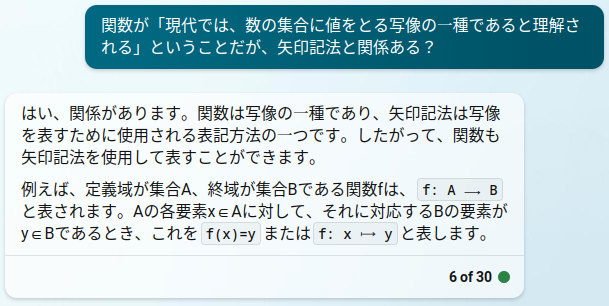 関数が「現代では、数の集合に値をとる写像の一種であると理解さ
れる」ということだが、矢印記法と関係ある？
はい、関係があります。関数は写像の一種であり、矢印記法は写像
を表すために使用される表記方法の一つです。したがって、関数も
矢印記法を使用して表すことができます。
例えば、定義域が集合A、終域が集合Bである関数fは、 f: A ⟶ B
と表されます。Aの各要素x∈Aに対して、それに対応するBの要素が
y∈Bであるとき、これを f(x)=y または f: x ⟼ y と表します。
6 of 30